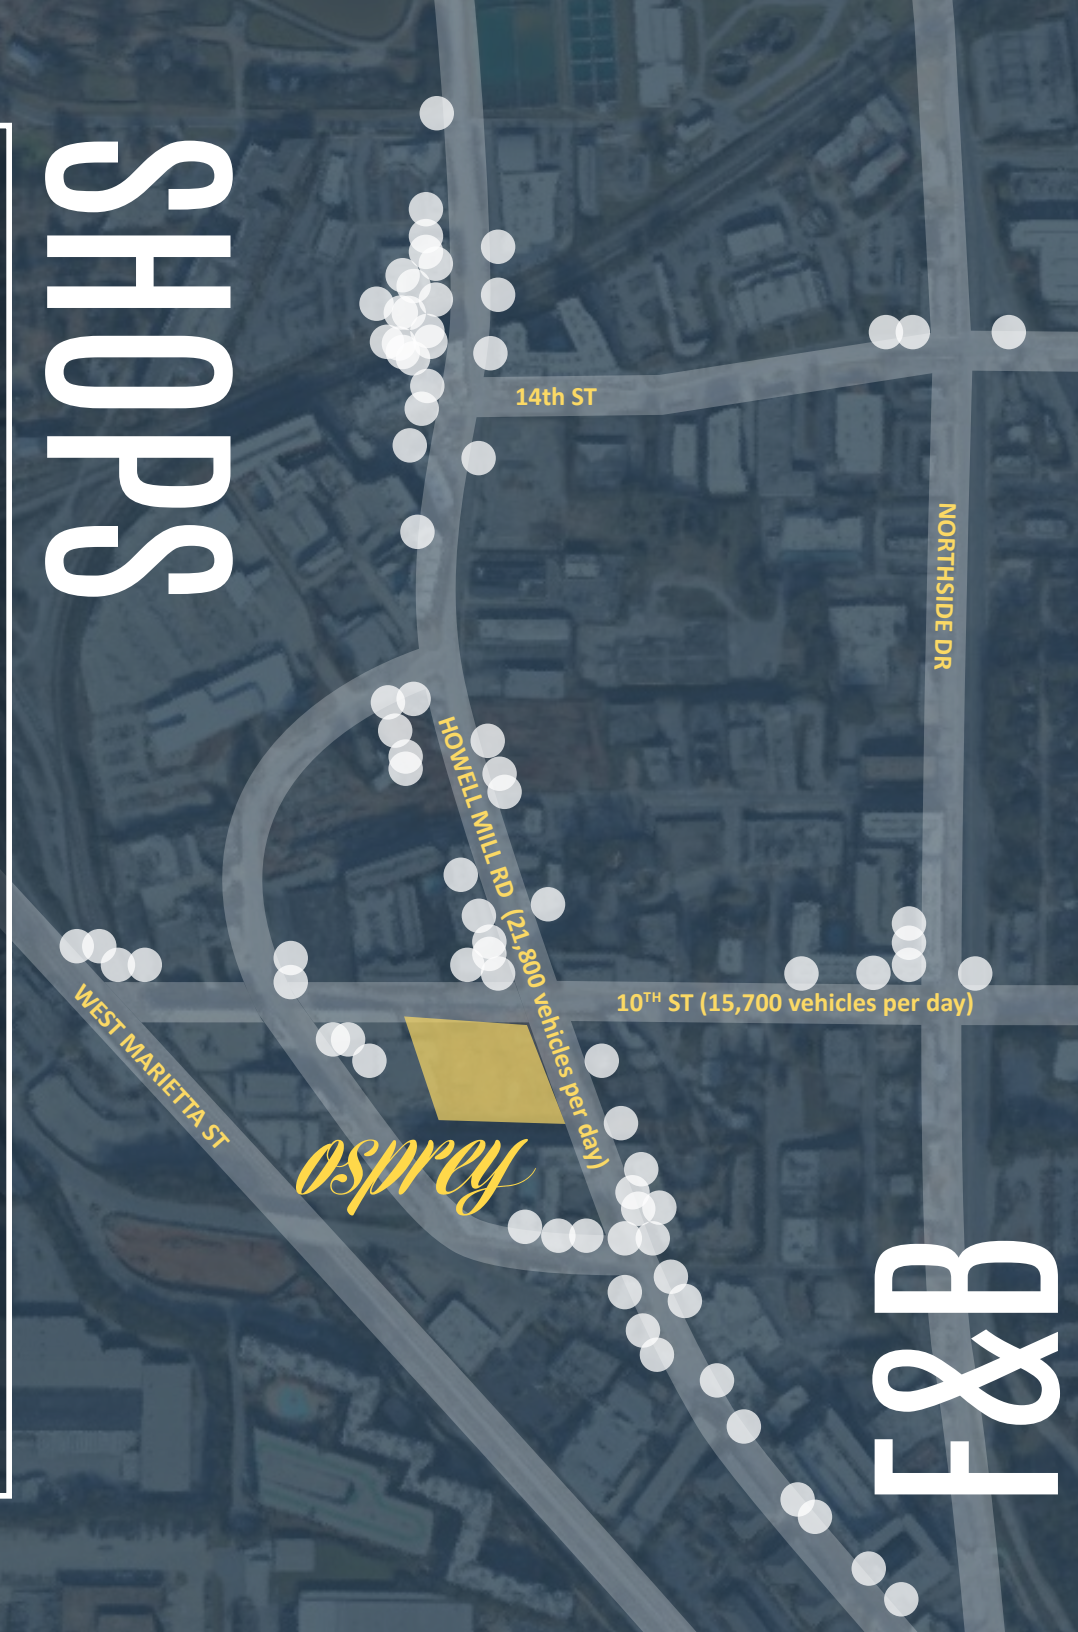 SHOPS
14th ST
NORTHSIDE DR
HOWELL MILL RD (21,800 vehicles per day)
10TH ST (15,700 vehicles per day)
WEST MARIETTA ST
osprey
F&B